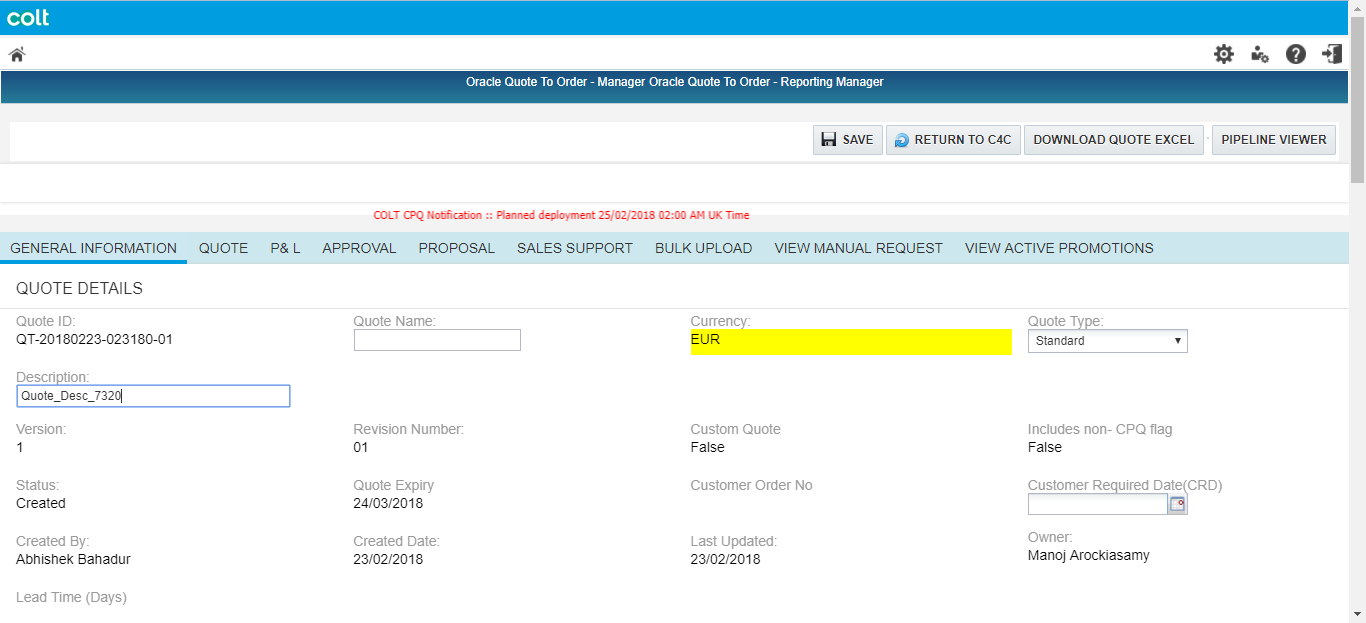 colt
Oracle Quote To Order - Manager Oracle Quote To Order - Reporting Manager
SAVE RETURN TO C4C DOWNLOAD QUOTE EXCEL PIPELINE VIEWER
COLT CPQ Notification :: Planned deployment 25/02/2018 02:00 AM UK Time
GENERAL INFORMATION QUOTE P& L APPROVAL PROPOSAL SALES SUPPORT BULK UPLOAD VIEW MANUAL REQUEST VIEW ACTIVE PROMOTIONS
QUOTE DETAILS
Quote ID: Quote Name: Currency: Quote Type:
QT-20180223-023180-01 EUR Standard
Description:
Quote_Desc_7320
Version: Revision Number: Custom Quote Includes non- CPQ flag
1 01 False False
Status: Quote Expiry Customer Order No Customer Required Date(CRD)
Created 24/03/2018
Created By: Created Date: Last Updated: Owner:
Abhishek Bahadur 23/02/2018 23/02/2018 Manoj Arockiasamy
Lead Time (Days)